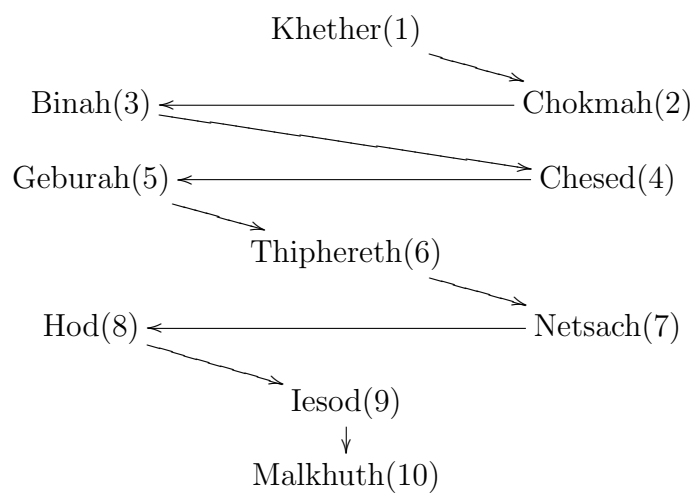 Khether(1)
Binah(3) Chokmah(2)
Geburah(5) Chesed(4)
Thiphereth(6)
Hod(8) Netsach(7)
Iesod(9)
Malkhuth(10)